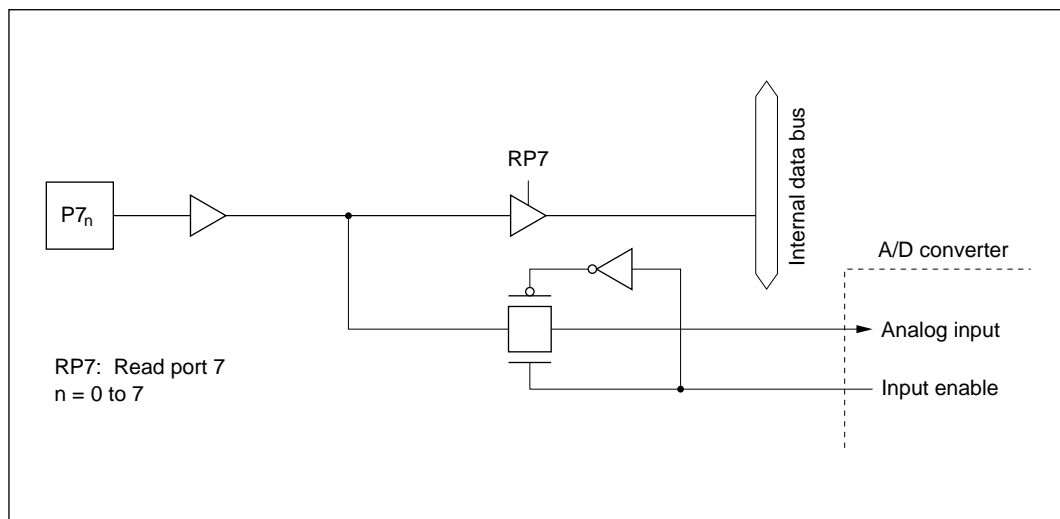 RP7
P7n
Internal data bus
A/D converter
Analog input
RP7: Read port 7
n = 0 to 7
Input enable